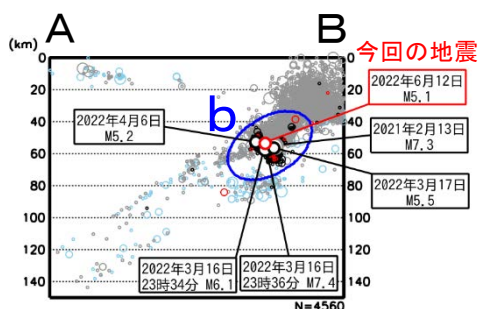 A
B
(km)
今回の地震
0
0
2022年6月12日
M5.1
20
b
2022年4月6日
M5.2
40
2021年2月13日
M7.3
60
2022年3月17日
M5.5
80
80
100
100
120
120
2022年3月16日
23時34分 M6.1
2022年3月16日
23時36分 M7.4
140
140
N=4560